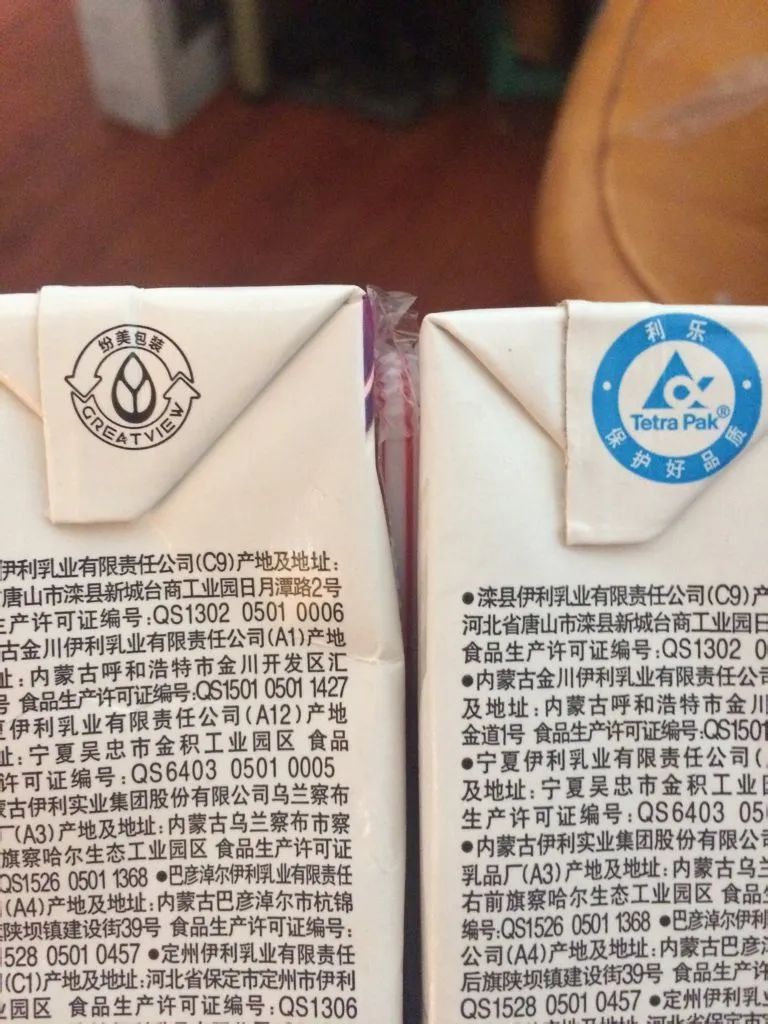 纷美包装
GREATVIEW
伊利乳业有限责任公司(C9)产地及地址:
唐山市滦县新城台商工业园日月潭路2号
生产许可证编号:QS1302 0501 0006
古金川伊利乳业有限责任公司(A1)产地
址:内蒙古呼和浩特市金川开发区汇
号 食品生产许可证编号:QS1501 0501 1427
夏伊利乳业有限责任公司(A12)产地
址:宁夏吴忠市金积工业园区 食品
许可证编号:QS6403 0501 0005
蒙古伊利实业集团股份有限公司乌兰察布
厂(A3)产地及地址:内蒙古乌兰察布市察
前旗察哈尔生态工业园区 食品生产许可证
QS1526 0501 1368 ●巴彦淖尔伊利乳业有限责任
(A4)产地及地址:内蒙古巴彦淖尔市杭锦
旗陕坝镇建设街39号 食品生产许可证编号:
1528 0501 0457 ●定州伊利乳业有限责任
(C1)产地及地址:河北省保定市定州市伊利
业园区 食品生产许可证编号:QS1306
利乐
Tetra Pak®
保护好品质
●滦县伊利乳业有限责任公司(C9)产
河北省唐山市滦县新城台商工业园日
食品生产许可证编号:QS1302 0
●内蒙古金川伊利乳业有限责任公司
及地址:内蒙古呼和浩特市金川
金道1号 食品生产许可证编号:QS1501
●宁夏伊利乳业有限责任公司(
及地址:宁夏吴忠市金积工业园
生产许可证编号:QS6403 050
●内蒙古伊利实业集团股份有限公司
乳品厂(A3)产地及地址:内蒙古乌
右前旗察哈尔生态工业园区 食品生
编号:QS1526 0501 1368 ●巴彦淖尔伊利
公司(A4)产地及地址:内蒙古巴彦淖
后旗陕坝镇建设街39号 食品生产
QS1528 0501 0457 ●定州伊利